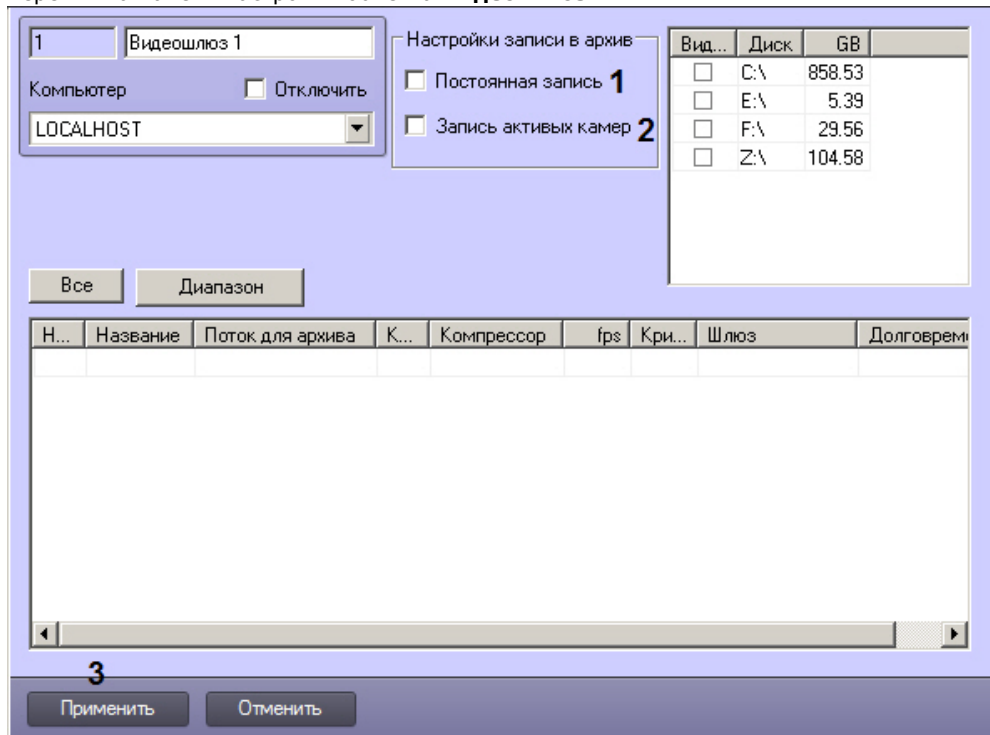 1 Видеошлюз 1
Компьютер Отключить
LOCALHOST
Настройки записи в архив
Постоянная запись 1
Запись активых камер 2
Вид... Диск GB
C:\ 858.53
E:\ 5.39
F:\ 29.56
Z:\ 104.58
Все Диапазон
Н... Название Поток для архива К... Компрессор fps Кри... Шлюз Долговрем
3
Применить Отменить